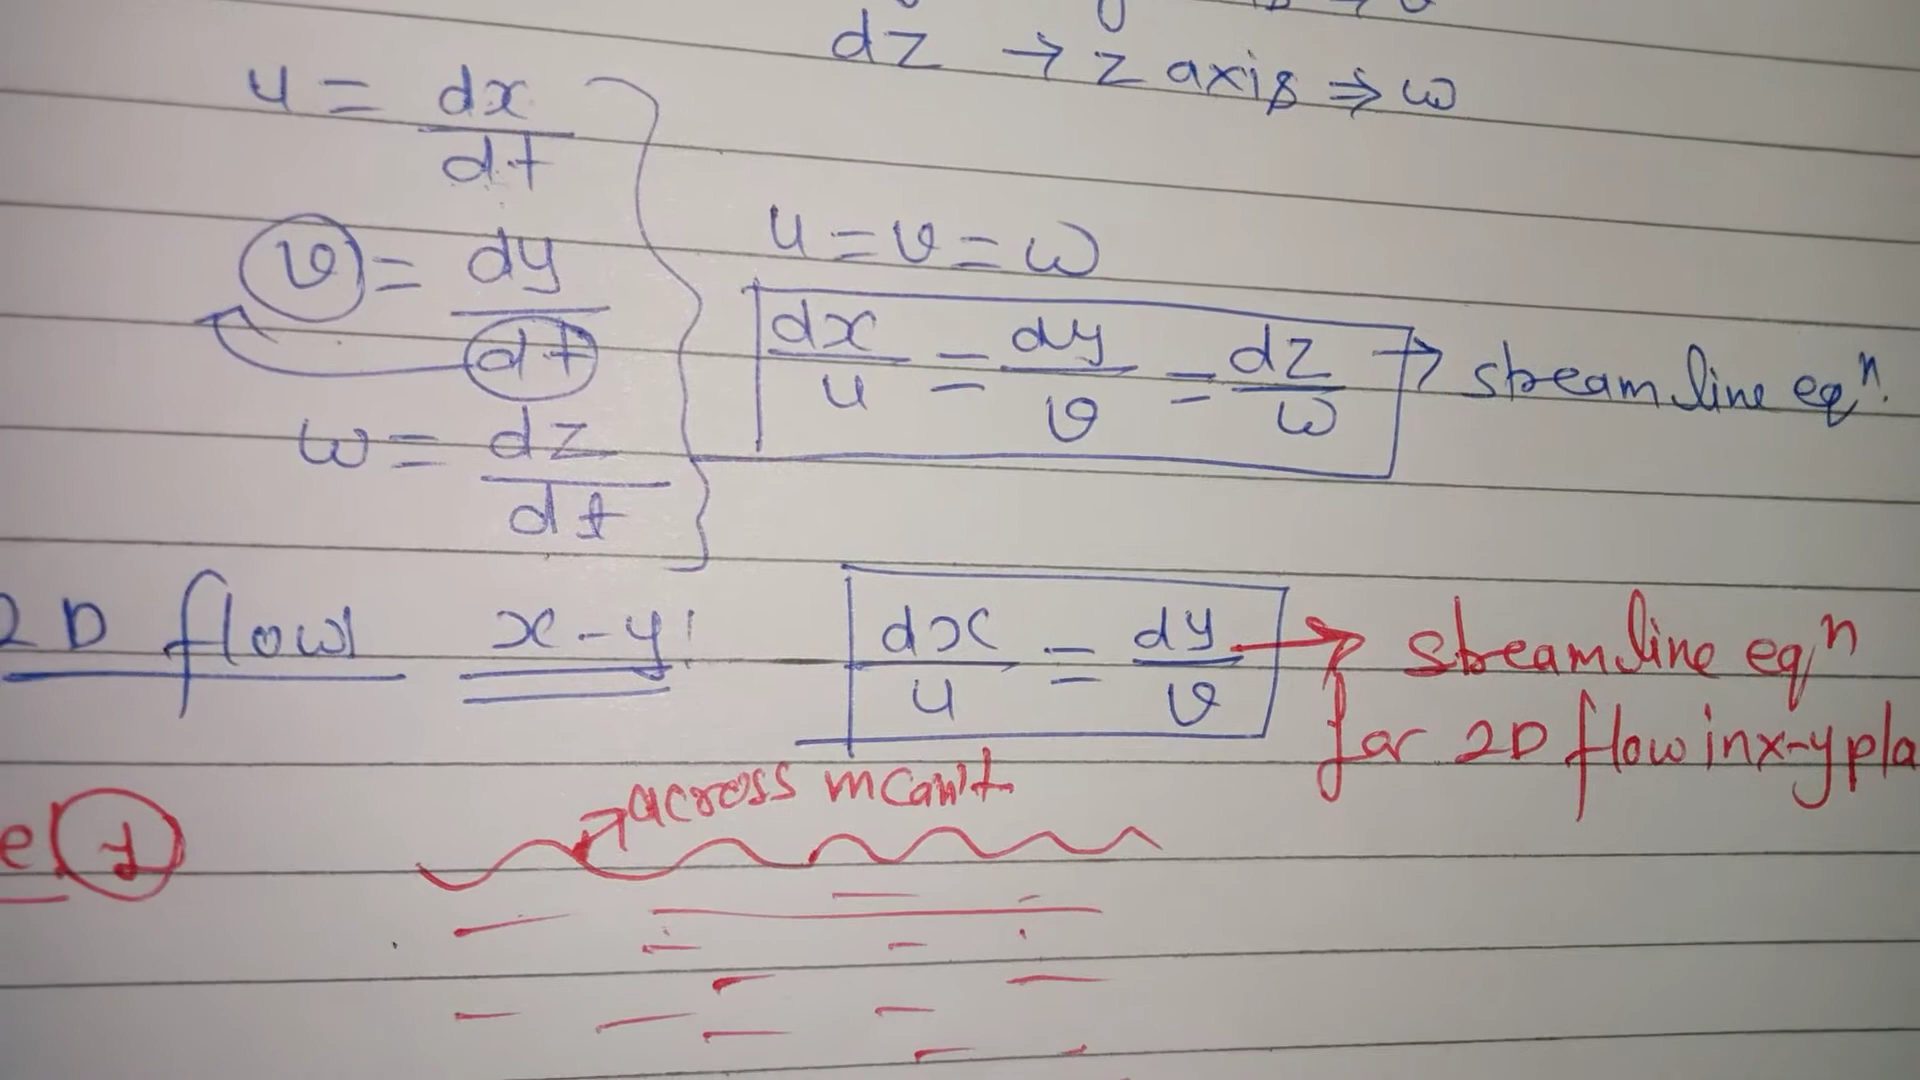 dz → z axis ⇒ w
u = dx/dt
v = dy/dt
w = dz/dt
u = v = w
dx/u = dy/v = dz/w → streamline eqⁿ.
2D flow x-y: dx/u = dy/v → streamline eqⁿ
for 2D flow in x-y pla
across m can't